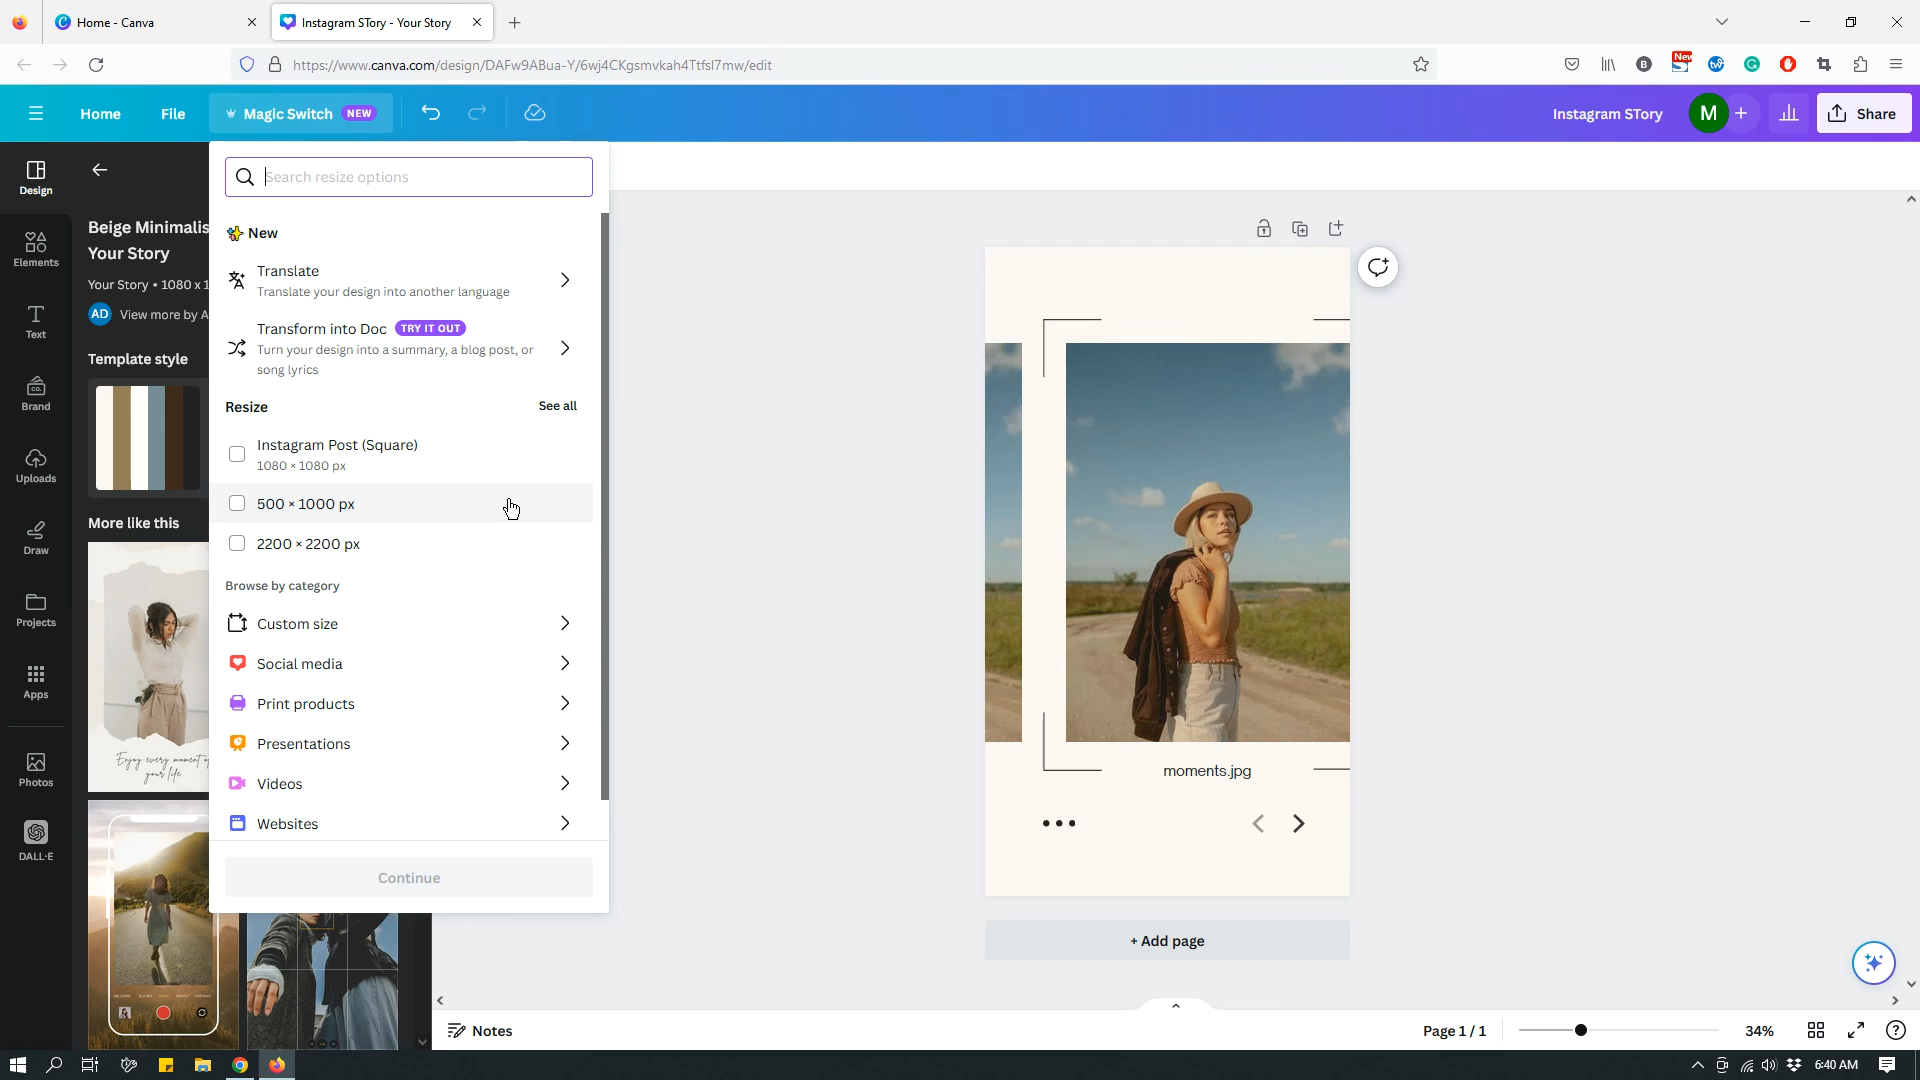 Home - Canva
Instagram STory - Your Story
https://www.canva.com/design/DAFw9ABua-Y/6wj4CKgsmvkah4Ttfsl7mw/edit
New
Home
File
Magic Switch NEW
Instagram STory
M
Share
Design
Elements
Text
Brand
Uploads
Draw
Projects
Apps
Photos
DALL·E
Beige Minimalis
Your Story
Your Story • 1080 x 1
AD View more by A
Template style
More like this
Enjoy every moment o
your life
Search resize options
New
Translate
Translate your design into another language
Transform into Doc TRY IT OUT
Turn your design into a summary, a blog post, or
song lyrics
Resize
See all
Instagram Post (Square)
1080 × 1080 px
500 × 1000 px
2200 × 2200 px
Browse by category
Custom size
Social media
Print products
Presentations
Videos
Websites
Continue
moments.jpg
+ Add page
Notes
Page 1 / 1
34%
6:40 AM